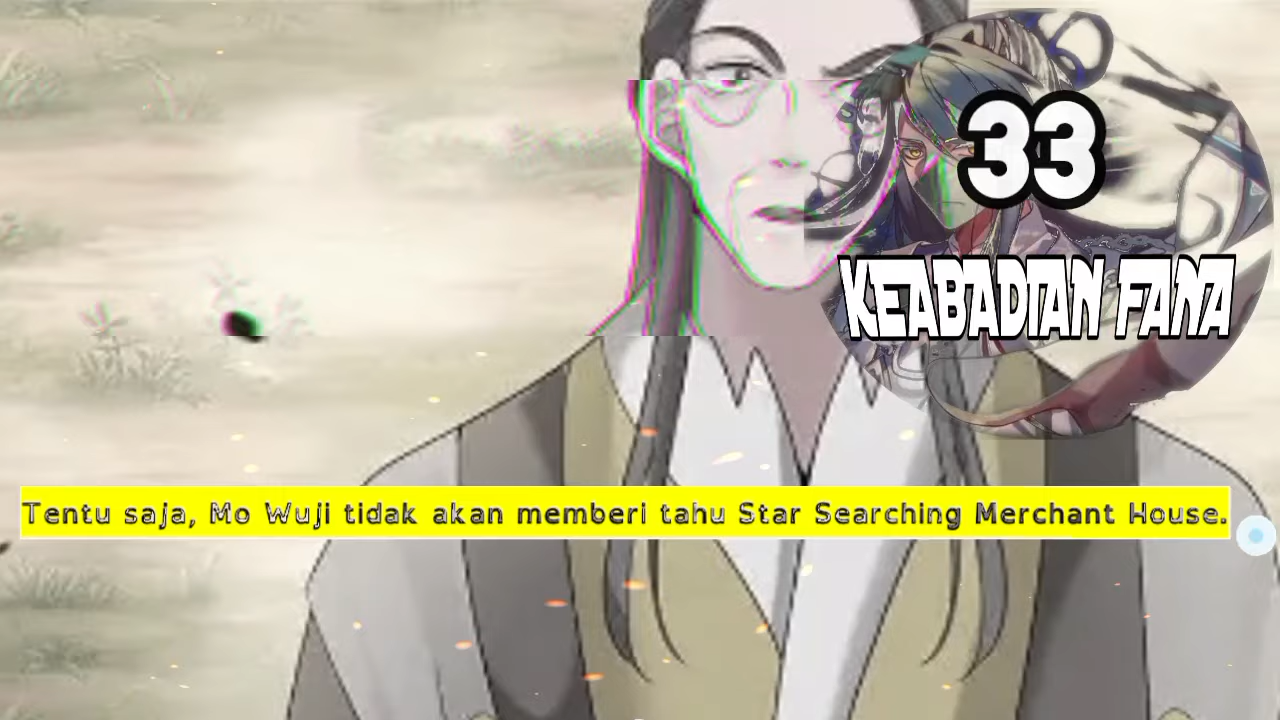 33
KEABADIAN FANA
Tentu saja, Mo Wuji tidak akan memberi tahu Star Searching Merchant House.